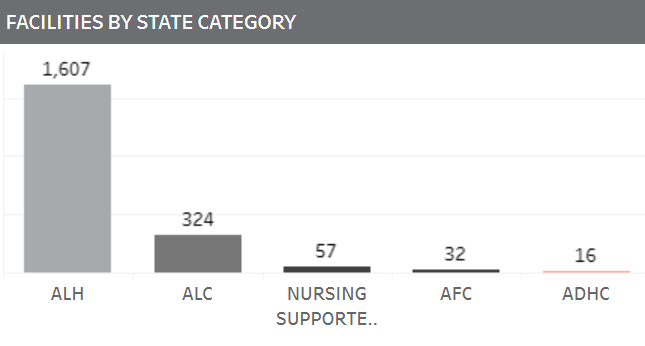 FACILITIES BY STATE CATEGORY
1,607
324
57
32
16
ALH
ALC
NURSING
SUPPORTE..
AFC
ADHC